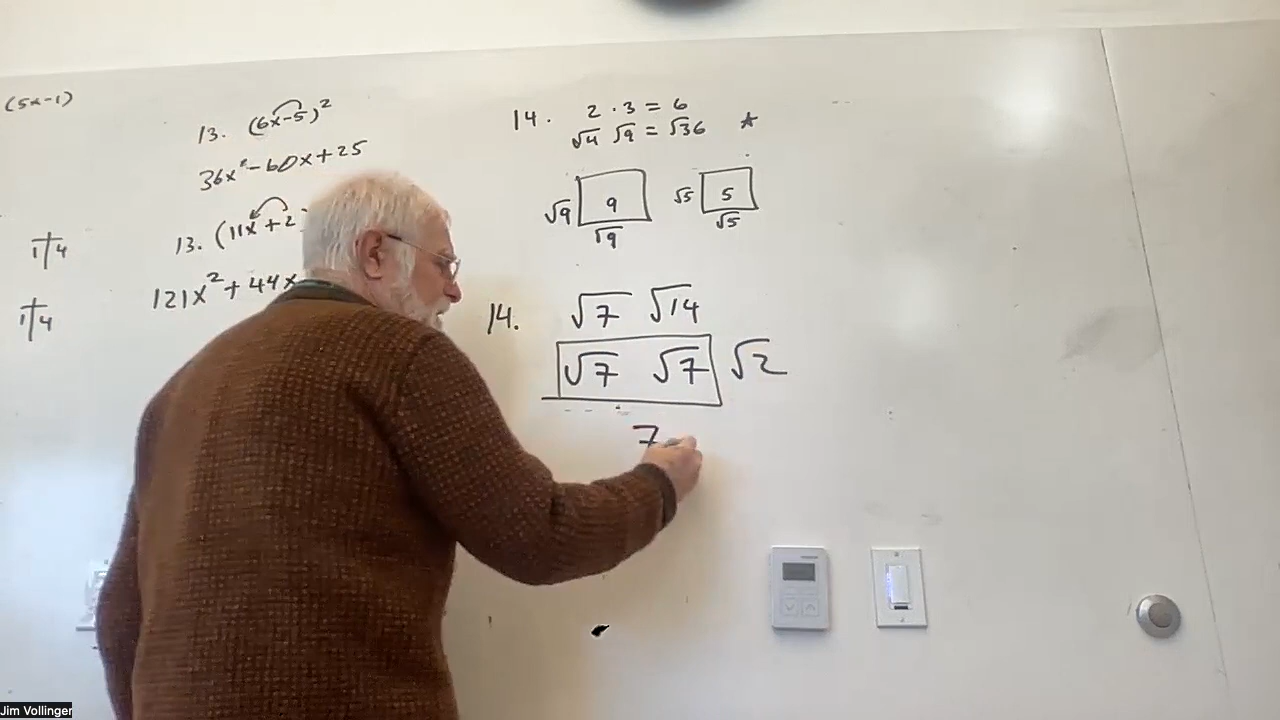 (5x-1)
13. (6x-5)²
36x²-60x+25
13. (11x+2
121x²+44x
1 4
1 4
14. 2 · 3 = 6
√4 √9 = √36 ☆
√9 9
√9
√5 5
√5
14. √7 √14
√7 √7 √2
7
Jim Vollinger